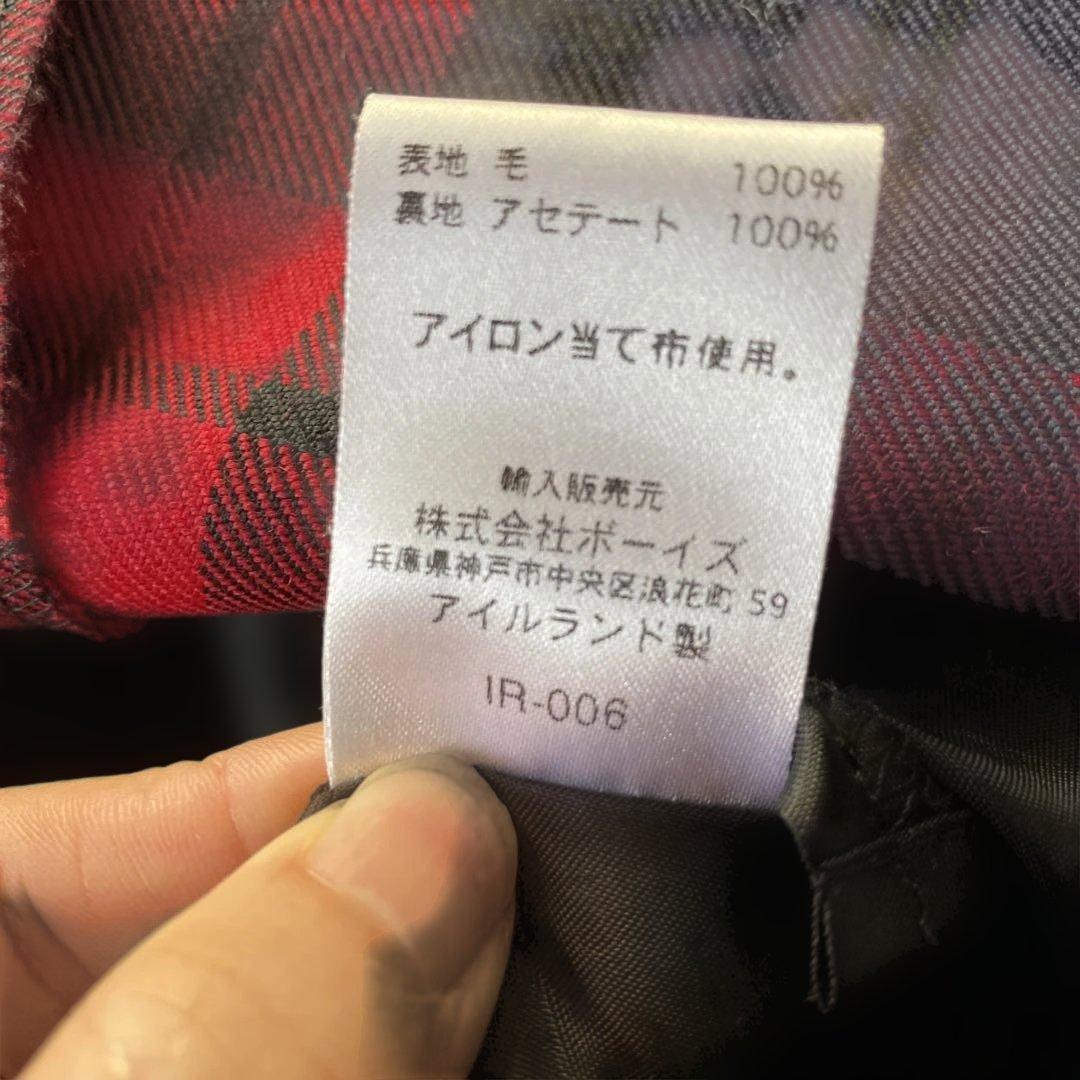 表地 毛 100%
裏地 アセテート 100%
アイロン当て布使用。
輸入販売元
株式会社ボーイズ
兵庫県神戸市中央区浪花町 59
アイルランド製
IR-006